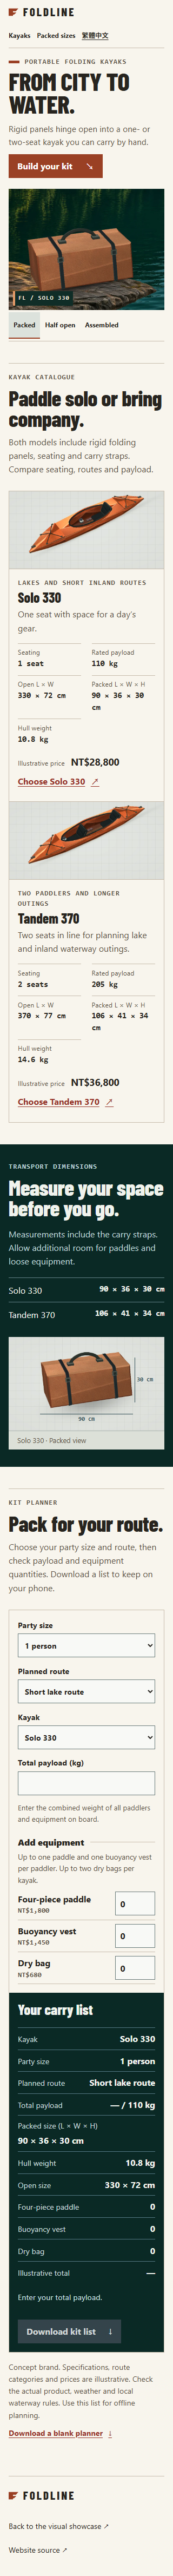 FOLDLINE
Kayaks Packed sizes 繁體中文
PORTABLE FOLDING KAYAKS
FROM CITY TO
WATER.
Rigid panels hinge open into a one- or
two-seat kayak you can carry by hand.
Build your kit ↘
FL / SOLO 330
Packed Half open Assembled
KAYAK CATALOGUE
Paddle solo or bring
company.
Both models include rigid folding
panels, seating and carry straps.
Compare seating, routes and payload.
LAKES AND SHORT INLAND ROUTES
Solo 330
One seat with space for a day's
gear.
Seating Rated payload
1 seat 110 kg
Open L × W Packed L × W × H
330 × 72 cm 90 × 36 × 30
cm
Hull weight
10.8 kg
Illustrative price NT$28,800
Choose Solo 330 ↗
TWO PADDLERS AND LONGER
OUTINGS
Tandem 370
Two seats in line for planning lake
and inland waterway outings.
Seating Rated payload
2 seats 205 kg
Open L × W Packed L × W × H
370 × 77 cm 106 × 41 × 34
cm
Hull weight
14.6 kg
Illustrative price NT$36,800
Choose Tandem 370 ↗
TRANSPORT DIMENSIONS
Measure your space
before you go.
Measurements include the carry straps.
Allow additional room for paddles and
loose equipment.
Solo 330 90 × 36 × 30 cm
Tandem 370 106 × 41 × 34 cm
30 cm
90 cm
Solo 330 · Packed view
KIT PLANNER
Pack for your route.
Choose your party size and route, then
check payload and equipment
quantities. Download a list to keep on
your phone.
Party size
1 person
Planned route
Short lake route
Kayak
Solo 330
Total payload (kg)
Enter the combined weight of all paddlers
and equipment on board.
Add equipment
Up to one paddle and one buoyancy vest
per paddler. Up to two dry bags per
kayak.
Four-piece paddle 0
NT$1,800
Buoyancy vest 0
NT$1,450
Dry bag 0
NT$680
Your carry list
Kayak Solo 330
Party size 1 person
Planned route Short lake route
Total payload — / 110 kg
Packed size (L × W × H)
90 × 36 × 30 cm
Hull weight 10.8 kg
Open size 330 × 72 cm
Four-piece paddle 0
Buoyancy vest 0
Dry bag 0
Illustrative total —
Enter your total payload.
Download kit list ↓
Concept brand. Specifications, route
categories and prices are illustrative. Check
the actual product, weather and local
waterway rules. Use this list for offline
planning.
Download a blank planner ↓
FOLDLINE
Back to the visual showcase ↗
Website source ↗